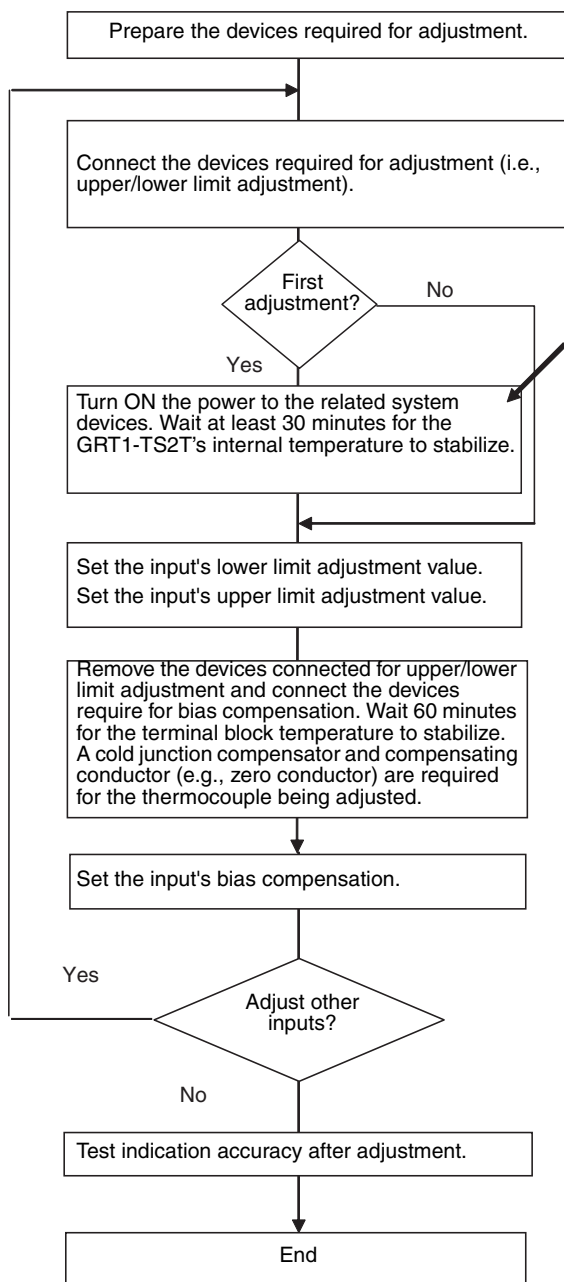 Prepare the devices required for adjustment.
Connect the devices required for adjustment (i.e.,
upper/lower limit adjustment).
First
adjustment?
No
Yes
Turn ON the power to the related system
devices. Wait at least 30 minutes for the
GRT1-TS2T's internal temperature to stabilize.
Set the input's lower limit adjustment value.
Set the input's upper limit adjustment value.
Remove the devices connected for upper/lower
limit adjustment and connect the devices
require for bias compensation. Wait 60 minutes
for the terminal block temperature to stabilize.
A cold junction compensator and compensating
conductor (e.g., zero conductor) are required
for the thermocouple being adjusted.
Set the input's bias compensation.
Yes
Adjust other
inputs?
No
Test indication accuracy after adjustment.
End